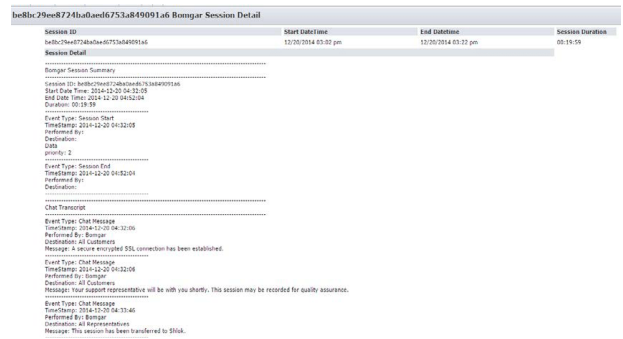 be8bc29ee8724ba0aed6753a849091a6 Bomgar Session Detail
Session ID Start DateTime End Datetime Session Duration
be8bc29ee8724ba0aed6753a849091a6 12/20/2014 03:02 pm 12/20/2014 03:22 pm 00:19:59
Session Detail
Bomgar Session Summary
Session ID: be8bc29ee8724ba0aed6753a849091a6
Start Date Time: 2014-12-20 04:32:05
End Date Time: 2014-12-20 04:52:04
Duration: 00:19:59
Event Type: Session Start
TimeStamp: 2014-12-20 04:32:05
Performed By:
Destination:
Data
priority: 2
Event Type: Session End
TimeStamp: 2014-12-20 04:52:04
Performed By:
Destination:
Chat Transcript
Event Type: Chat Message
TimeStamp: 2014-12-20 04:32:06
Performed By: Bomgar
Destination: All Customers
Message: A secure encrypted SSL connection has been established.
Event Type: Chat Message
TimeStamp: 2014-12-20 04:32:06
Performed By: Bomgar
Destination: All Customers
Message: Your support representative will be with you shortly. This session may be recorded for quality assurance.
Event Type: Chat Message
TimeStamp: 2014-12-20 04:33:46
Performed By: Bomgar
Destination: All Representatives
Message: This session has been transferred to Shlok.